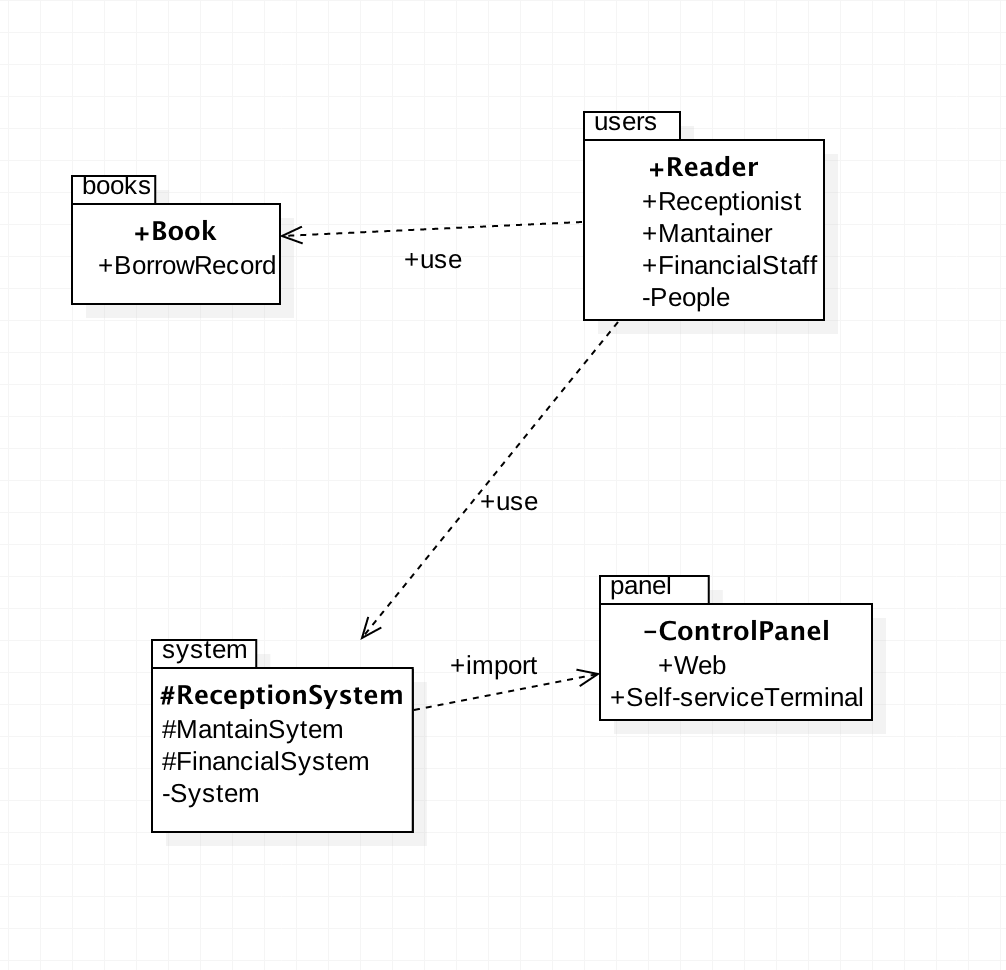 users
+Reader
+Receptionist
+Mantainer
+FinancialStaff
-People
books
+Book
+BorrowRecord
+use
+use
panel
-ControlPanel
+Web
+Self-serviceTerminal
system
#ReceptionSystem
#MantainSytem
#FinancialSystem
-System
+import